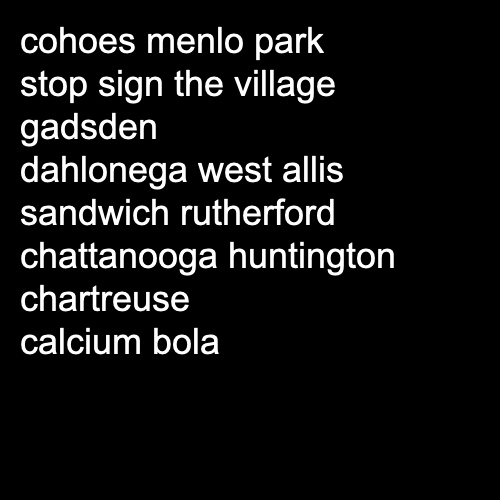 cohoes menlo park
stop sign the village
gadsden
dahlonega west allis
sandwich rutherford
chattanooga huntington
chartreuse
calcium bola